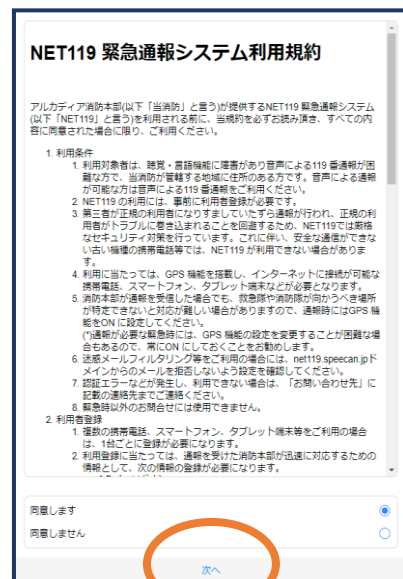 NET119 緊急通報システム利用規約
アルカディア消防本部(以下「当消防」と言う)が提供するNET119 緊急通報システム
(以下「NET119」と言う)を利用される前に、当規約を必ずお読み頂き、すべての内
容に同意された場合に限り、ご利用ください。
1. 利用条件
1. 利用対象者は、聴覚・言語機能に障害があり音声による119 番通報が困
難な方で、当消防が管轄する地域に住所のある方です。音声による通報
が可能な方は音声による119 番通報をご利用ください。
2. NET119 の利用には、事前に利用者登録が必要です。
3. 第三者が正規の利用者になりすましていたずら通報が行われ、正規の利
用者がトラブルに巻き込まれることを回避するため、NET119では厳格
なセキュリティ対策を行っています。これに伴い、安全な通信ができな
い古い機種の携帯電話等では、NET119 が利用できない場合がありま
す。
4. 利用に当たっては、GPS 機能を搭載し、インターネットに接続が可能な
携帯電話、スマートフォン、タブレット端末などが必要となります。
5. 消防本部が通報を受信した場合でも、救急隊や消防隊が向かうべき場所
が特定できないと対応が難しい場合がありますので、通報時にはGPS 機
能をON に設定してください。
(*)通報が必要な緊急時には、GPS 機能の設定を変更することが困難な場
合もあるので、常にON にしておくことをお勧めします。
6. 迷惑メールフィルタリング等をご利用の場合には、net119.speecan.jpド
メインからのメールを拒否しないよう設定を確認してください。
7. 認証エラーなどが発生し、利用できない場合は、「お問い合わせ先」に
記載の連絡先までご連絡ください。
8. 緊急時以外のお問合せには使用できません。
2. 利用者登録
1. 複数の携帯電話、スマートフォン、タブレット端末等をご利用の場合
は、1台ごとに登録が必要になります。
2. 利用登録に当たっては、通報を受けた消防本部が迅速に対応するための
情報として、次の情報の登録が必要になります。
同意します
同意しません
次へ